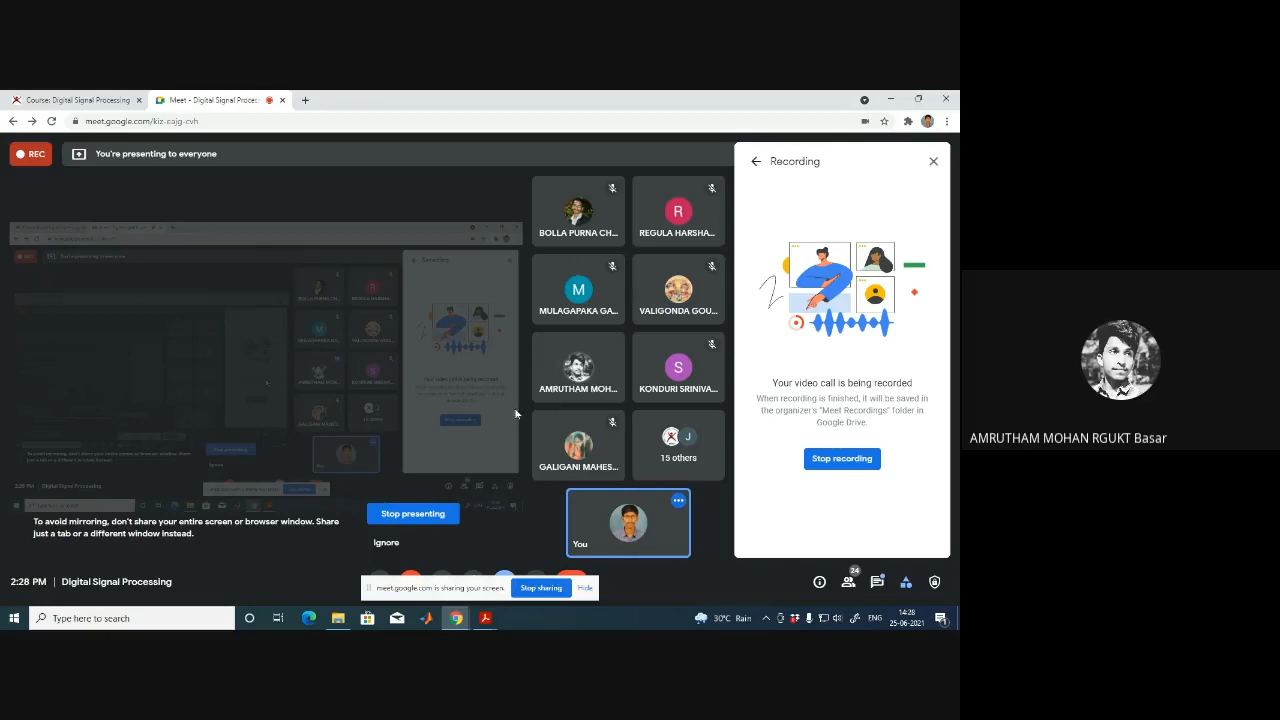 Course: Digital Signal Processing
Meet - Digital Signal Proces
meet.google.com/kiz-eajg-cvh
REC
You're presenting to everyone
Recording
BOLLA PURNA CH...
R
REGULA HARSHA...
M
MULAGAPAKA GA...
VALIGONDA GOU...
AMRUTHAM MOH...
S
KONDURI SRINIVA...
GALIGANI MAHES...
J
15 others
You
Your video call is being recorded
When recording is finished, it will be saved in
the organizer's "Meet Recordings" folder in
Google Drive.
Stop recording
AMRUTHAM MOHAN RGUKT Basar
To avoid mirroring, don't share your entire screen or browser window. Share
just a tab or a different window instead.
Stop presenting
Ignore
2:28 PM | Digital Signal Processing
meet.google.com is sharing your screen.
Stop sharing
Hide
24
Type here to search
30°C Rain
ENG
14:28
25-06-2021